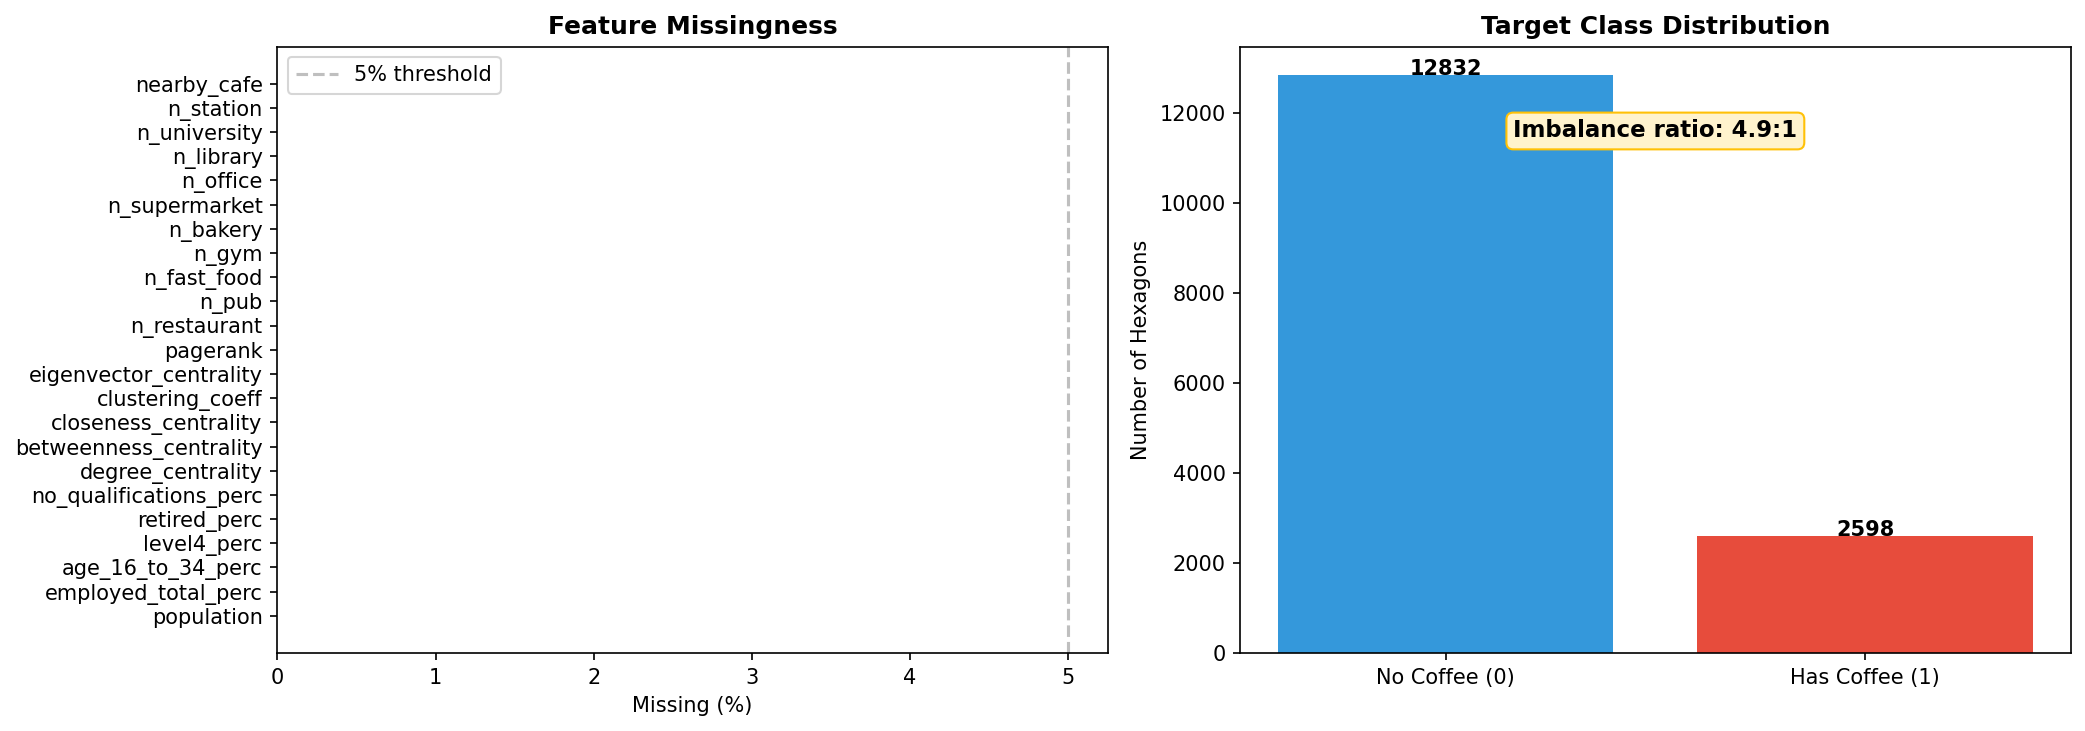 Feature Missingness
5% threshold
nearby_cafe
n_station
n_university
n_library
n_office
n_supermarket
n_bakery
n_gym
n_fast_food
n_pub
n_restaurant
pagerank
eigenvector_centrality
clustering_coeff
closeness_centrality
betweenness_centrality
degree_centrality
no_qualifications_perc
retired_perc
level4_perc
age_16_to_34_perc
employed_total_perc
population
0 1 2 3 4 5
Missing (%)
Target Class Distribution
12832
Imbalance ratio: 4.9:1
2598
Number of Hexagons
12000
10000
8000
6000
4000
2000
0
No Coffee (0) Has Coffee (1)